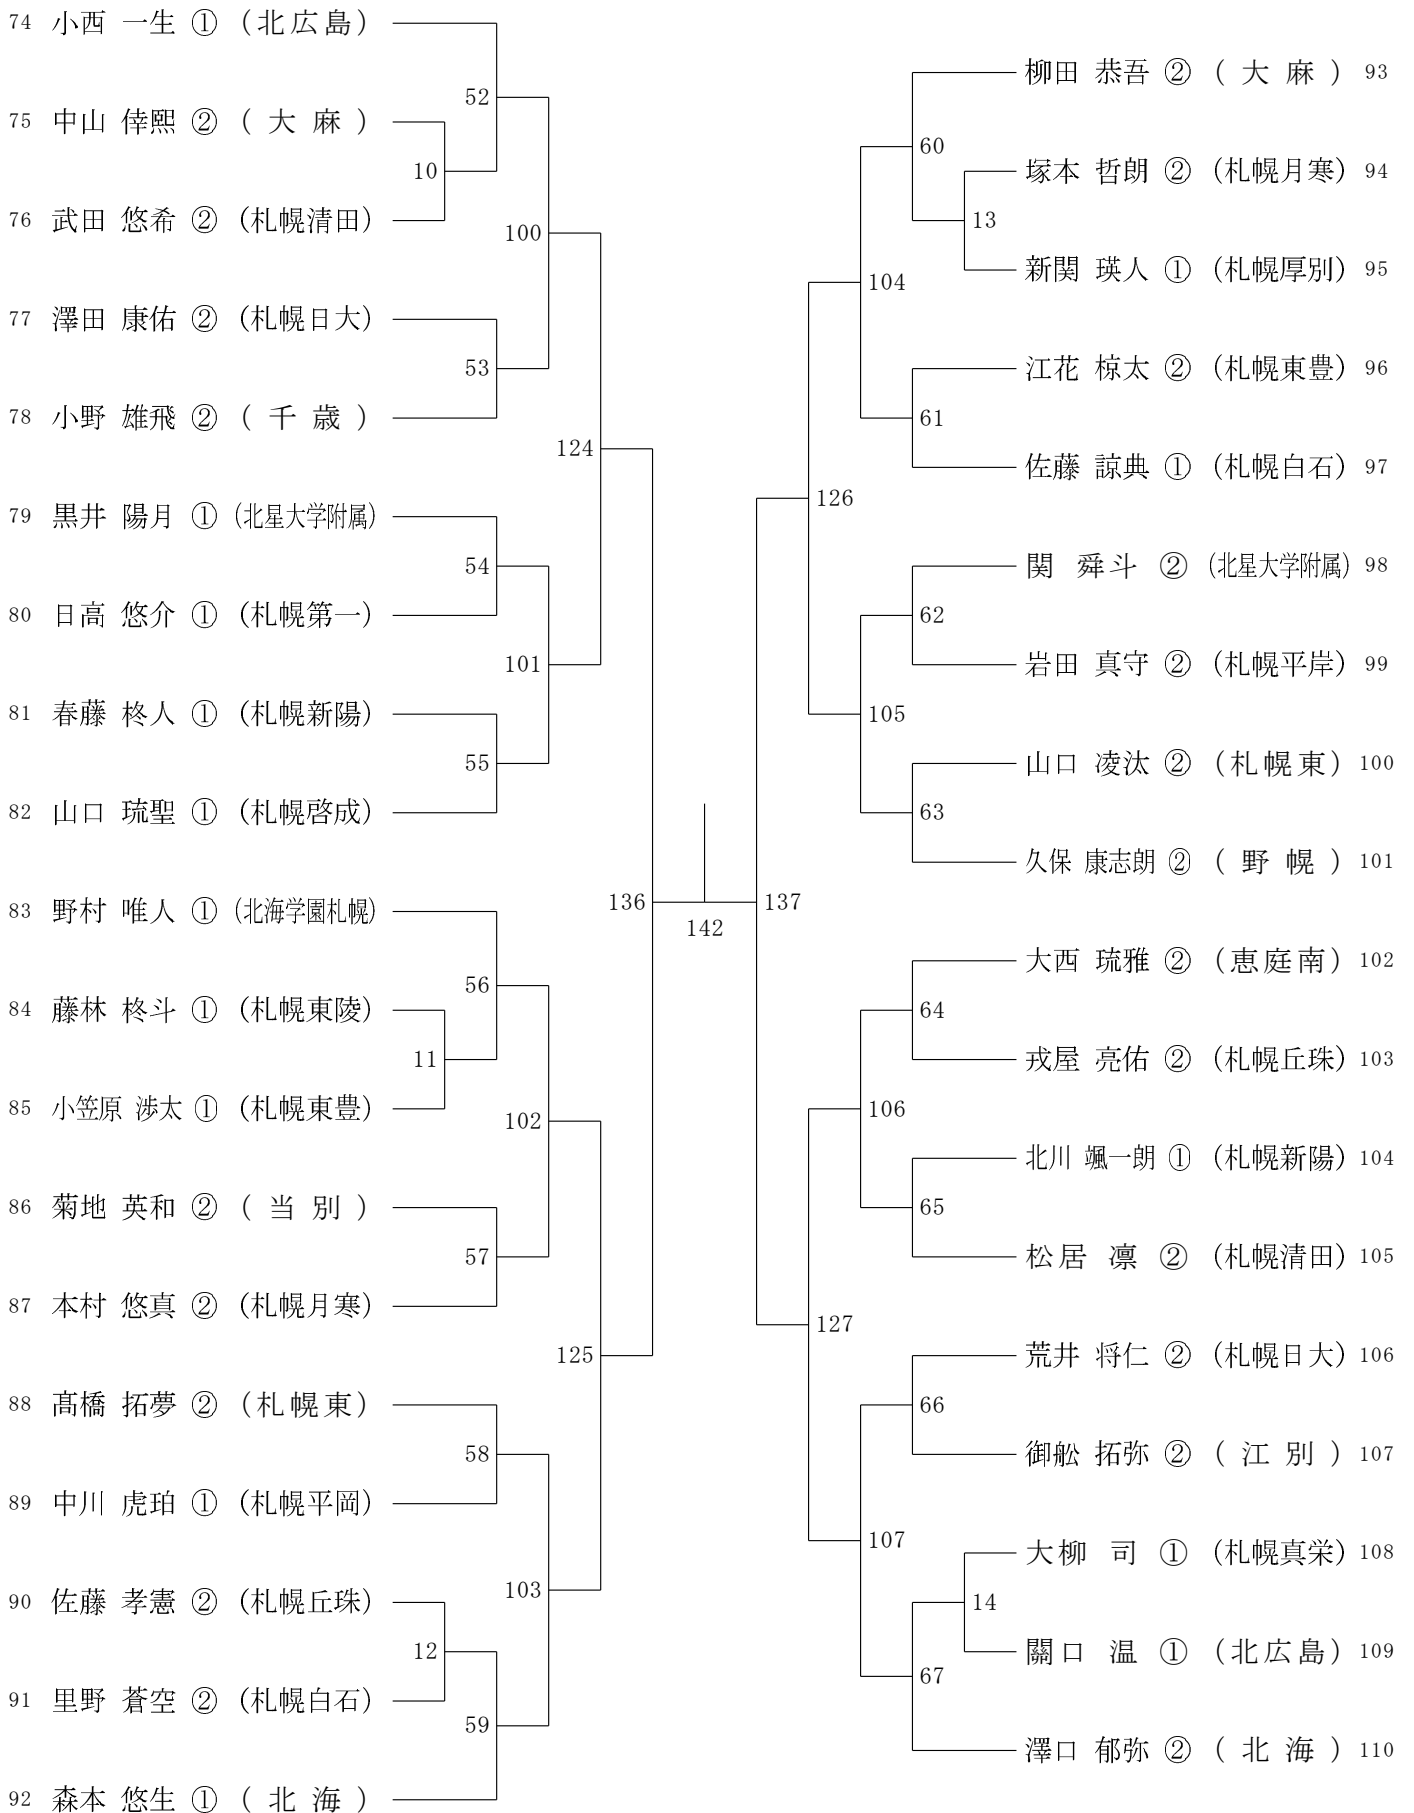 74 小西 一生 ① (北広島)
75 中山 倖熙 ② ( 大 麻 )
76 武田 悠希 ② (札幌清田)
77 澤田 康佑 ② (札幌日大)
78 小野 雄飛 ② ( 千 歳 )
79 黒井 陽月 ① (北星大学附属)
80 日高 悠介 ① (札幌第一)
81 春藤 柊人 ① (札幌新陽)
82 山口 琉聖 ① (札幌啓成)
83 野村 唯人 ① (北海学園札幌)
84 藤林 柊斗 ① (札幌東陵)
85 小笠原 渉太 ① (札幌東豊)
86 菊地 英和 ② ( 当 別 )
87 本村 悠真 ② (札幌月寒)
88 髙橋 拓夢 ② (札幌東)
89 中川 虎珀 ① (札幌平岡)
90 佐藤 孝憲 ② (札幌丘珠)
91 里野 蒼空 ② (札幌白石)
92 森本 悠生 ① ( 北 海 )
10
11
12
52
53
54
55
56
57
58
59
100
101
102
103
124
125
136
142
137
126
127
104
105
106
107
60
61
62
63
64
65
66
67
13
14
柳田 恭吾 ② ( 大 麻 ) 93
塚本 哲朗 ② (札幌月寒) 94
新関 瑛人 ① (札幌厚別) 95
江花 椋太 ② (札幌東豊) 96
佐藤 諒典 ① (札幌白石) 97
関 舜斗 ② (北星大学附属) 98
岩田 真守 ② (札幌平岸) 99
山口 凌汰 ② (札幌東) 100
久保 康志朗 ② ( 野 幌 ) 101
大西 琉雅 ② (恵庭南) 102
戎屋 亮佑 ② (札幌丘珠) 103
北川 颯一朗 ① (札幌新陽) 104
松居 凛 ② (札幌清田) 105
荒井 将仁 ② (札幌日大) 106
御舩 拓弥 ② ( 江 別 ) 107
大柳 司 ① (札幌真栄) 108
關口 温 ① (北広島) 109
澤口 郁弥 ② ( 北 海 ) 110